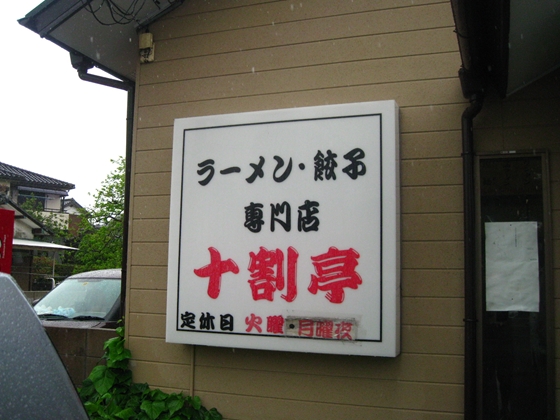 ラーメン・餃子
専門店
十割亭
定休日 火曜・月曜夜